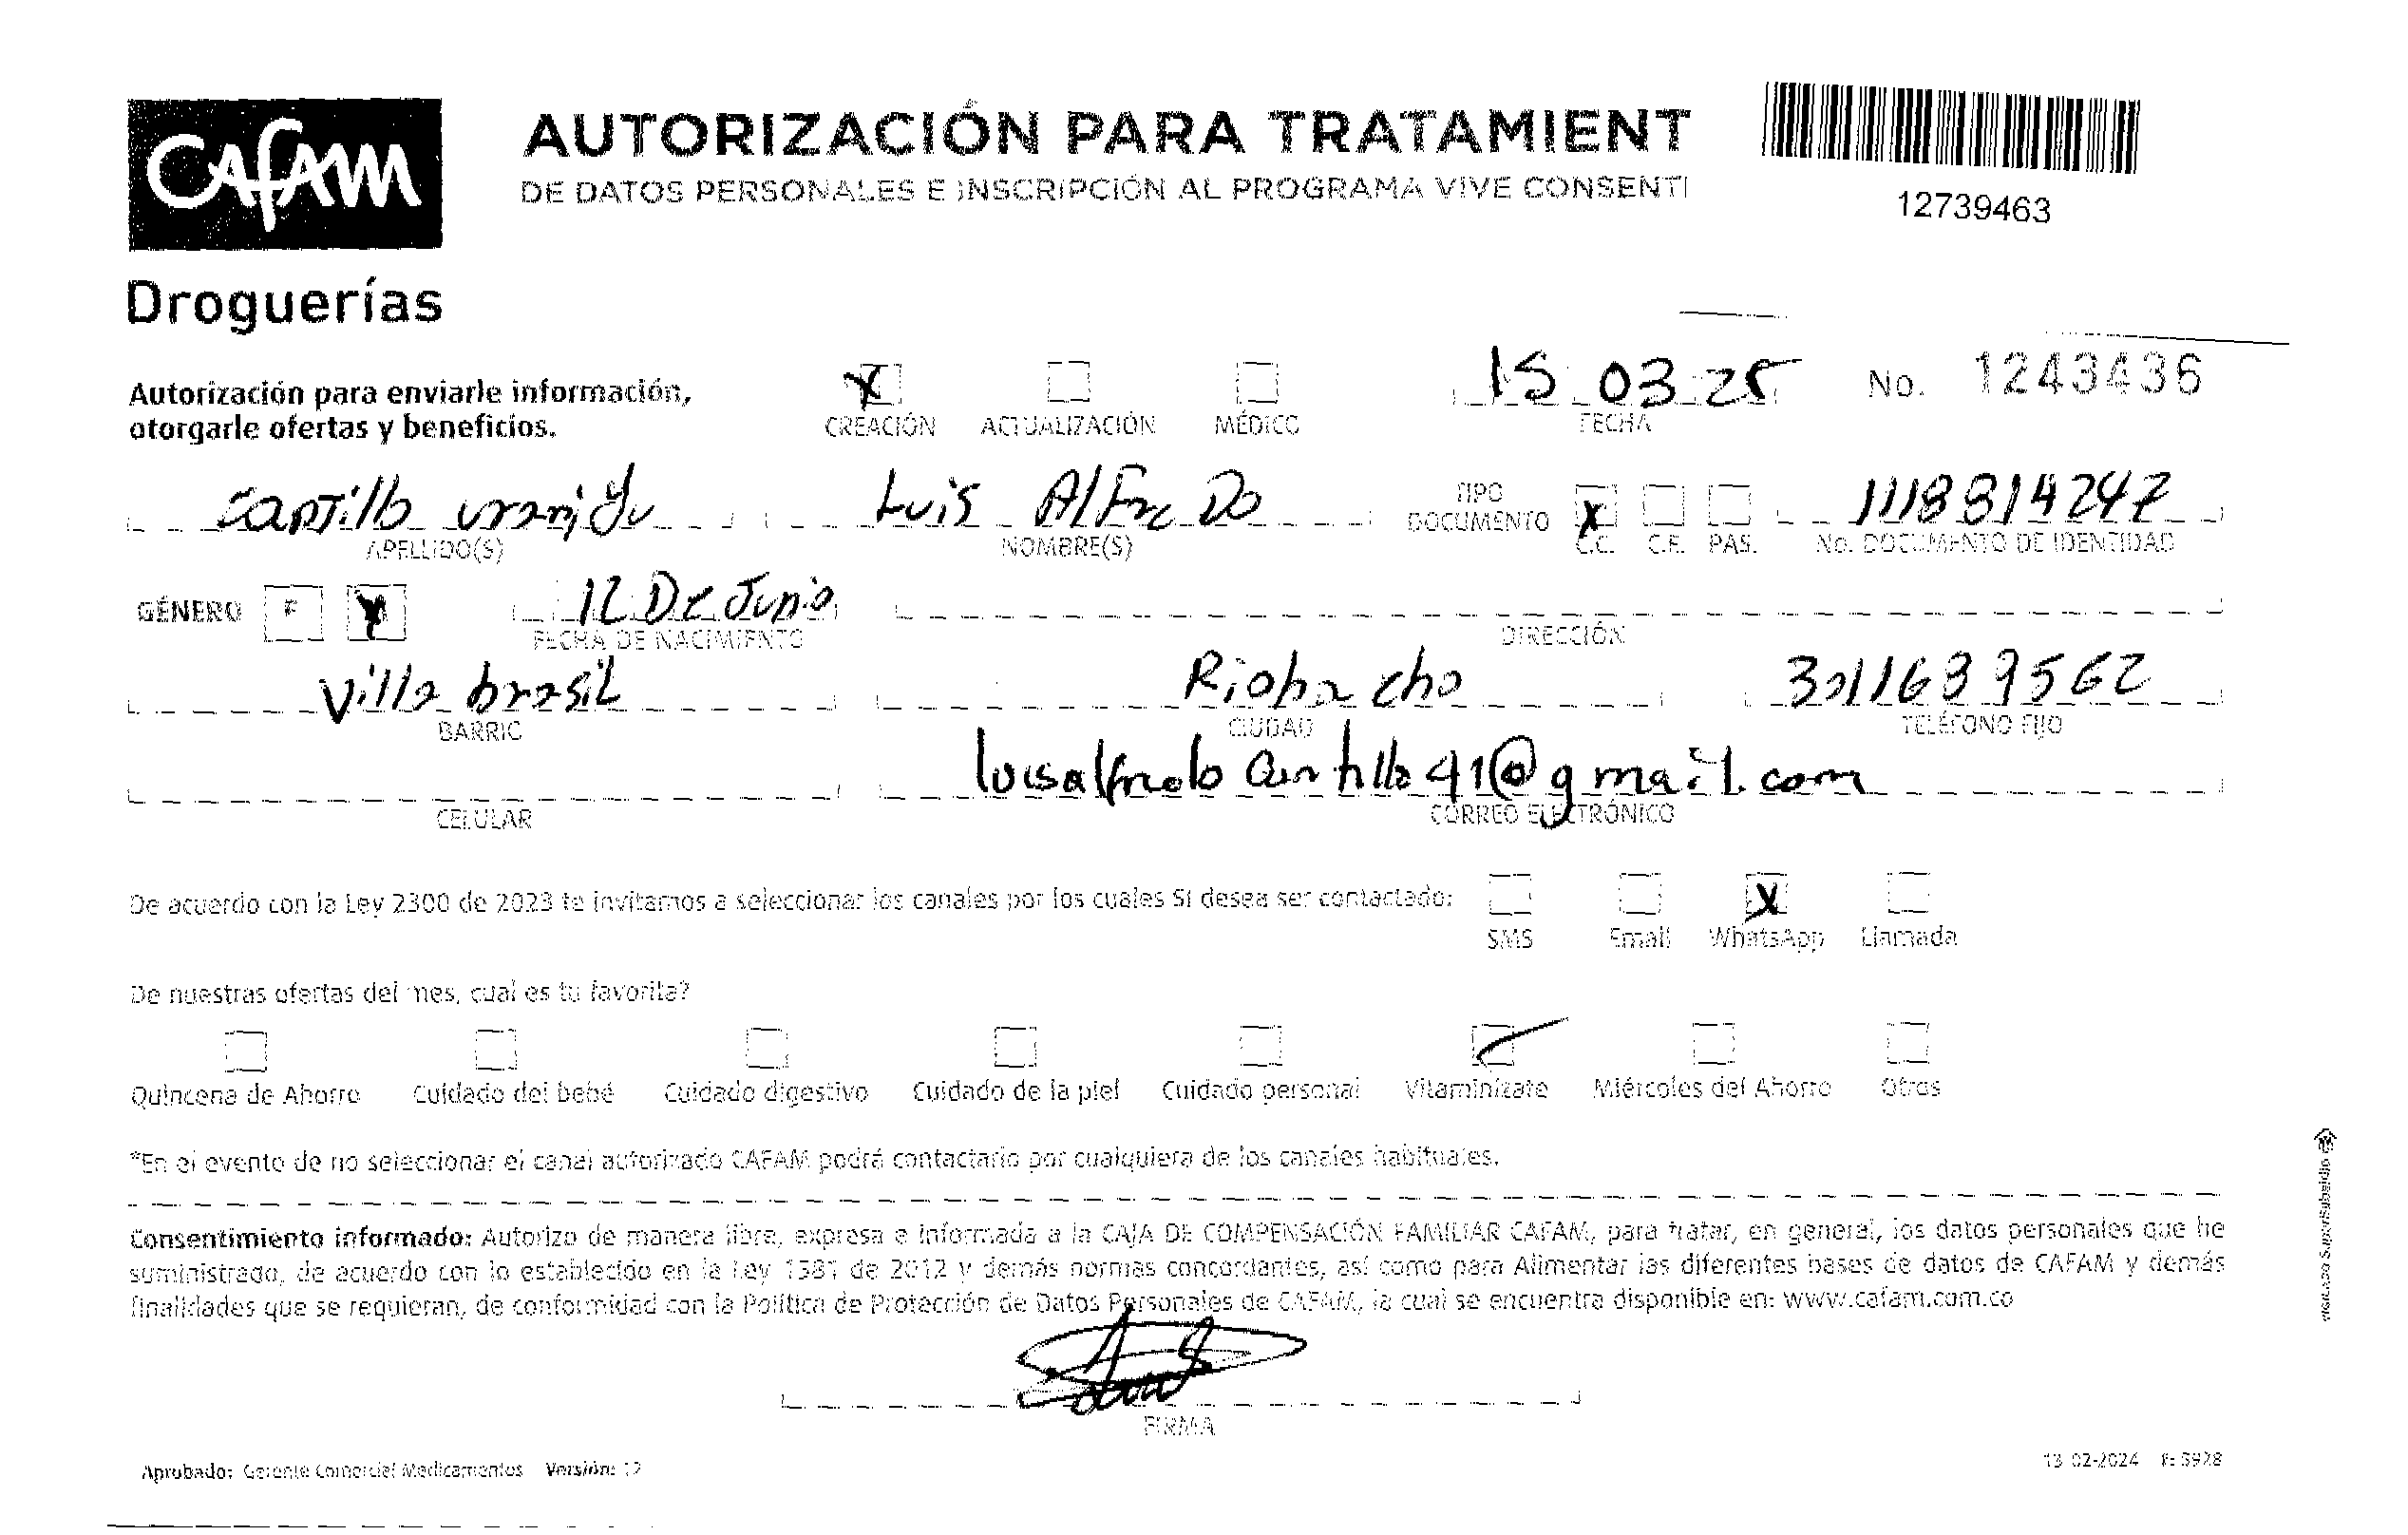 Cafam
AUTORIZACIÓN PARA TRATAMIENT
DE DATOS PERSONALES E INSCRIPCIÓN AL PROGRAMA VIVE CONSENTI
12739463
Droguerías
Autorización para enviarle información,
otorgarle ofertas y beneficios.
X
CREACIÓN ACTUALIZACIÓN MÉDICO
15 03 25
FECHA
No. 1243436
Castillo Luis AlFredo
APELLIDO(S) NOMBRE(S)
TIPO
DOCUMENTO
X
C.C. C.E. PAS.
1118814247
No. DOCUMENTO DE IDENTIDAD
GÉNERO F X
12 De Junio
FECHA DE NACIMIENTO DIRECCIÓN
Villa brasil Riohacho 3011689562
BARRIO CIUDAD TELÉFONO FIJO
@gmail.com
CELULAR CORREO ELECTRÓNICO
De acuerdo con la Ley 2300 de 2023 te invitamos a seleccionar los canales por los cuales SI desea ser contactado:
X
SMS Email WhatsApp Llamada
De nuestras ofertas del mes, cual es tu favorita?
Quincena de Ahorro Cuidado del bebé Cuidado digestivo Cuidado de la piel Cuidado personal Vitamínizate Miércoles del Ahorro Otros
*En el evento de no seleccionar el canal autorizado CAFAM podrá contactarlo por cualquiera de los canales habituales.
Consentimiento informado: Autorizo de manera libre, expresa e informada a la CAJA DE COMPENSACIÓN FAMILIAR CAFAM, para tratar, en general, los datos personales que he
suministrado, de acuerdo con lo establecido en la Ley 1581 de 2012 y demás normas concordantes, así como para Alimentar las diferentes bases de datos de CAFAM y demás
finalidades que se requieran, de conformidad con la Política de Protección de Datos Personales de CAFAM, la cual se encuentra disponible en: www.cafam.com.co
FIRMA
Aprobado: Gerente Comercial Medicamentos Versión: 12
13-02-2024 F: 5928
VIGILADO SuperSubsidio